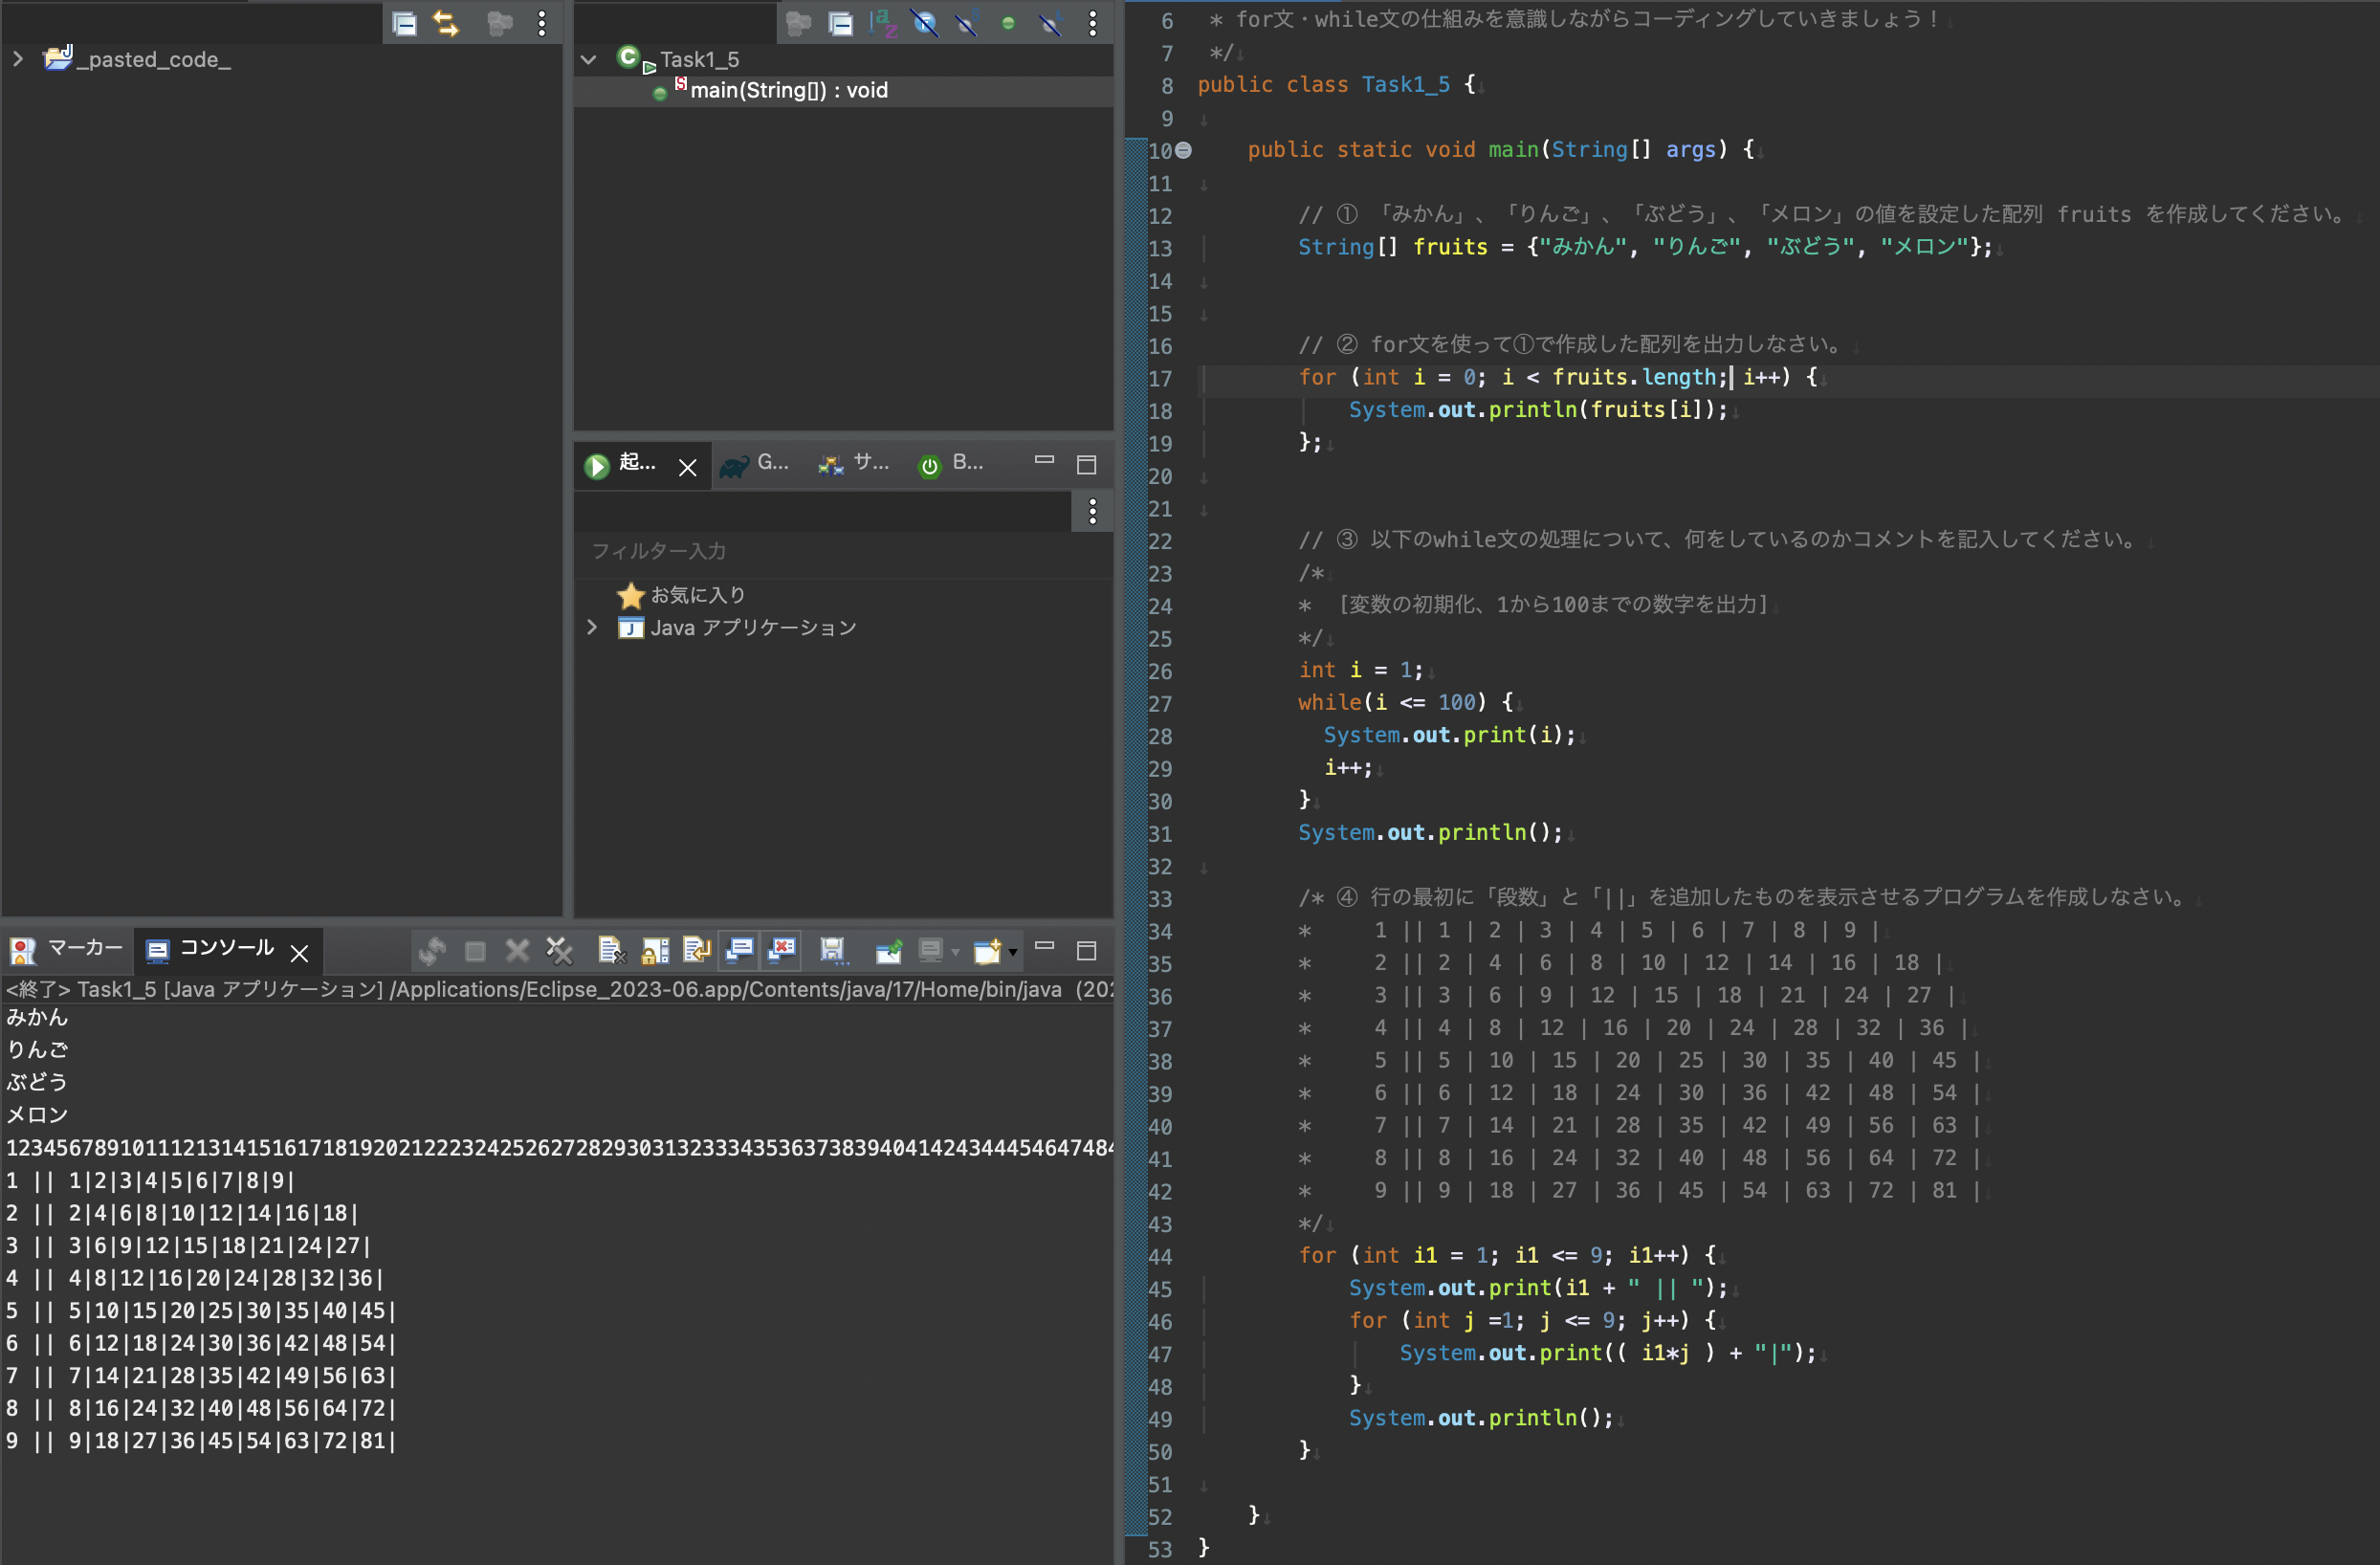 _pasted_code_
Task1_5
main(String[]) : void
起...
G...
サ...
B...
フィルター入力
お気に入り
Java アプリケーション
マーカー
コンソール
<終了> Task1_5 [Java アプリケーション] /Applications/Eclipse_2023-06.app/Contents/java/17/Home/bin/java (202
みかん
りんご
ぶどう
メロン
123456789101112131415161718192021222324252627282930313233343536373839404142434445464748４
1 || 1|2|3|4|5|6|7|8|9|
2 || 2|4|6|8|10|12|14|16|18|
3 || 3|6|9|12|15|18|21|24|27|
4 || 4|8|12|16|20|24|28|32|36|
5 || 5|10|15|20|25|30|35|40|45|
6 || 6|12|18|24|30|36|42|48|54|
7 || 7|14|21|28|35|42|49|56|63|
8 || 8|16|24|32|40|48|56|64|72|
9 || 9|18|27|36|45|54|63|72|81|
6 * for文・while文の仕組みを意識しながらコーディングしていきましょう！
7 */
8 public class Task1_5 {
9
10 public static void main(String[] args) {
11
12 // ① 「みかん」、「りんご」、「ぶどう」、「メロン」の値を設定した配列 fruits を作成してください。
13 String[] fruits = {"みかん", "りんご", "ぶどう", "メロン"};
14
15
16 // ② for文を使って①で作成した配列を出力しなさい。
17 for (int i = 0; i < fruits.length; i++) {
18 System.out.println(fruits[i]);
19 };
20
21
22 // ③ 以下のwhile文の処理について、何をしているのかコメントを記入してください。
23 /*
24 * [変数の初期化、1から100までの数字を出力]
25 */
26 int i = 1;
27 while(i <= 100) {
28 System.out.print(i);
29 i++;
30 }
31 System.out.println();
32
33 /* ④ 行の最初に「段数」と「||」を追加したものを表示させるプログラムを作成しなさい。
34 * 1 || 1 | 2 | 3 | 4 | 5 | 6 | 7 | 8 | 9 |
35 * 2 || 2 | 4 | 6 | 8 | 10 | 12 | 14 | 16 | 18 |
36 * 3 || 3 | 6 | 9 | 12 | 15 | 18 | 21 | 24 | 27 |
37 * 4 || 4 | 8 | 12 | 16 | 20 | 24 | 28 | 32 | 36 |
38 * 5 || 5 | 10 | 15 | 20 | 25 | 30 | 35 | 40 | 45 |
39 * 6 || 6 | 12 | 18 | 24 | 30 | 36 | 42 | 48 | 54 |
40 * 7 || 7 | 14 | 21 | 28 | 35 | 42 | 49 | 56 | 63 |
41 * 8 || 8 | 16 | 24 | 32 | 40 | 48 | 56 | 64 | 72 |
42 * 9 || 9 | 18 | 27 | 36 | 45 | 54 | 63 | 72 | 81 |
43 */
44 for (int i1 = 1; i1 <= 9; i1++) {
45 System.out.print(i1 + " || ");
46 for (int j =1; j <= 9; j++) {
47 System.out.print(( i1*j ) + "|");
48 }
49 System.out.println();
50 }
51
52 }
53 }